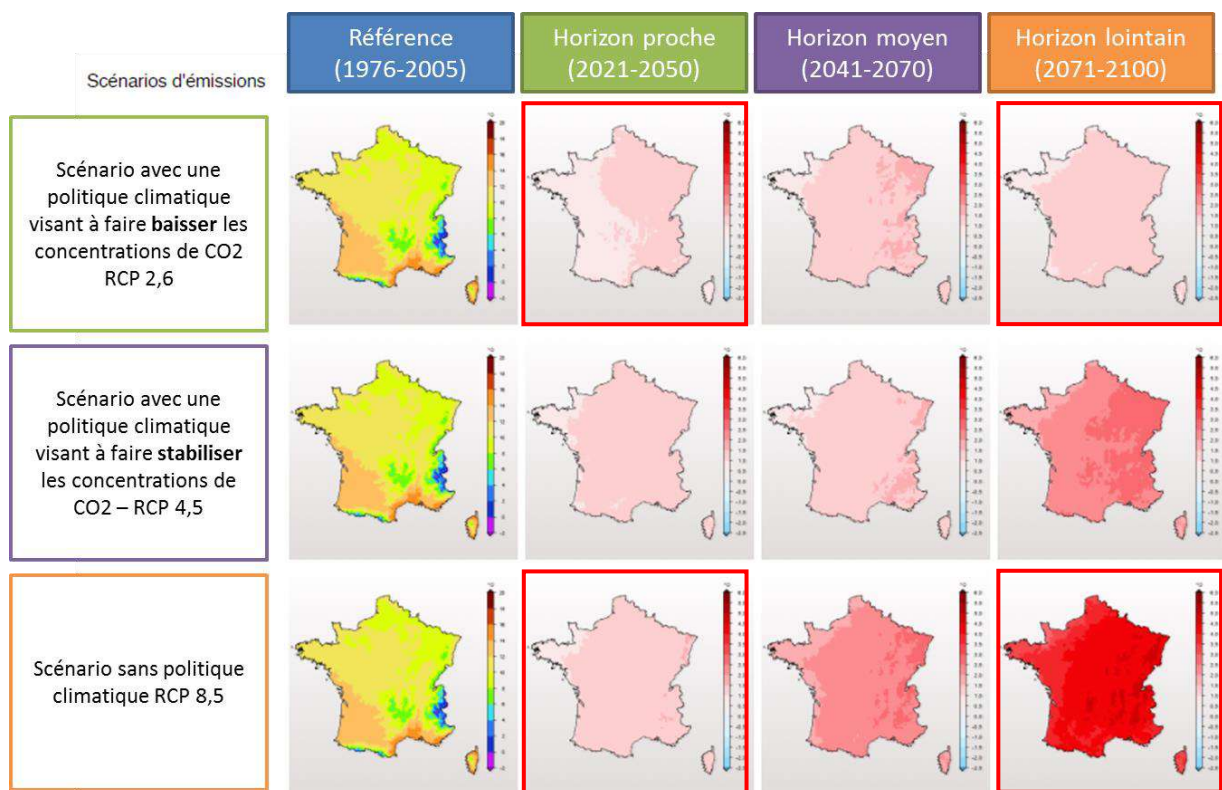 Référence
(1976-2005)
Horizon proche
(2021-2050)
Horizon moyen
(2041-2070)
Horizon lointain
(2071-2100)
Scénarios d'émissions
Scénario avec une
politique climatique
visant à faire baisser les
concentrations de CO2
RCP 2,6
Scénario avec une
politique climatique
visant à faire stabiliser
les concentrations de
CO2 – RCP 4,5
Scénario sans politique
climatique RCP 8,5